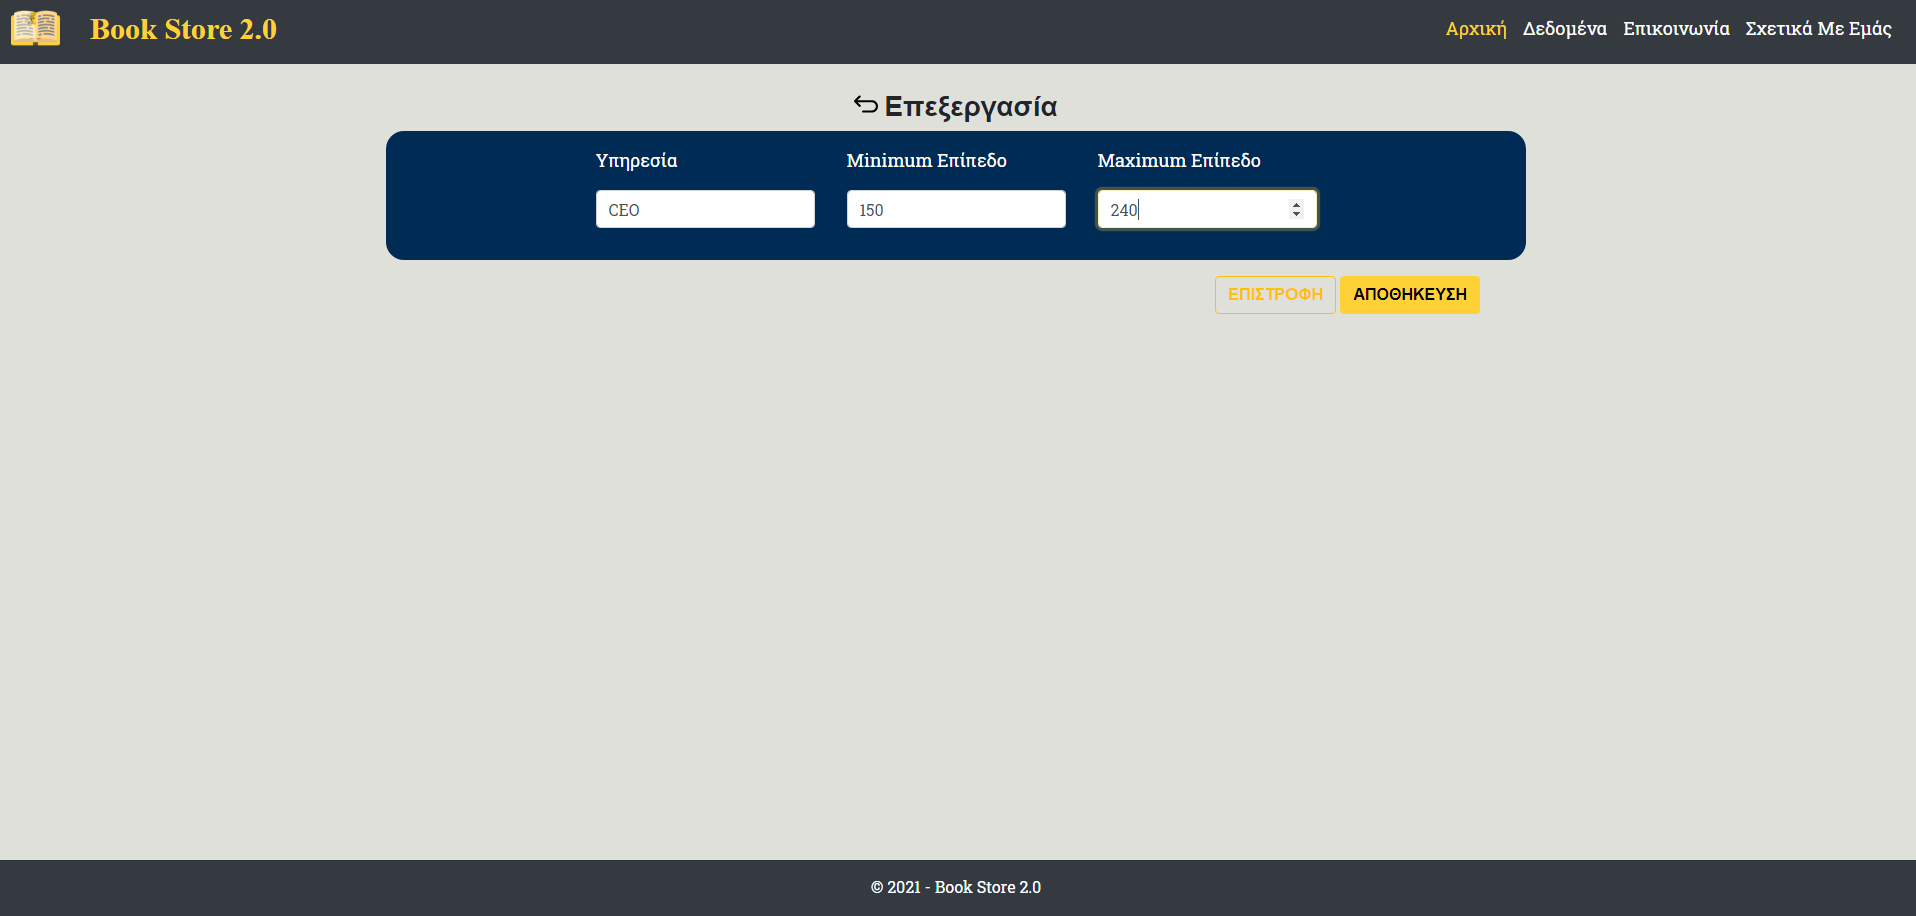 Book Store 2.0
Αρχική Δεδομένα Επικοινωνία Σχετικά Με Εμάς
Επεξεργασία
Υπηρεσία Minimum Επίπεδο Maximum Επίπεδο
CEO 150 240
ΕΠΙΣΤΡΟΦΗ ΑΠΟΘΗΚΕΥΣΗ
© 2021 - Book Store 2.0